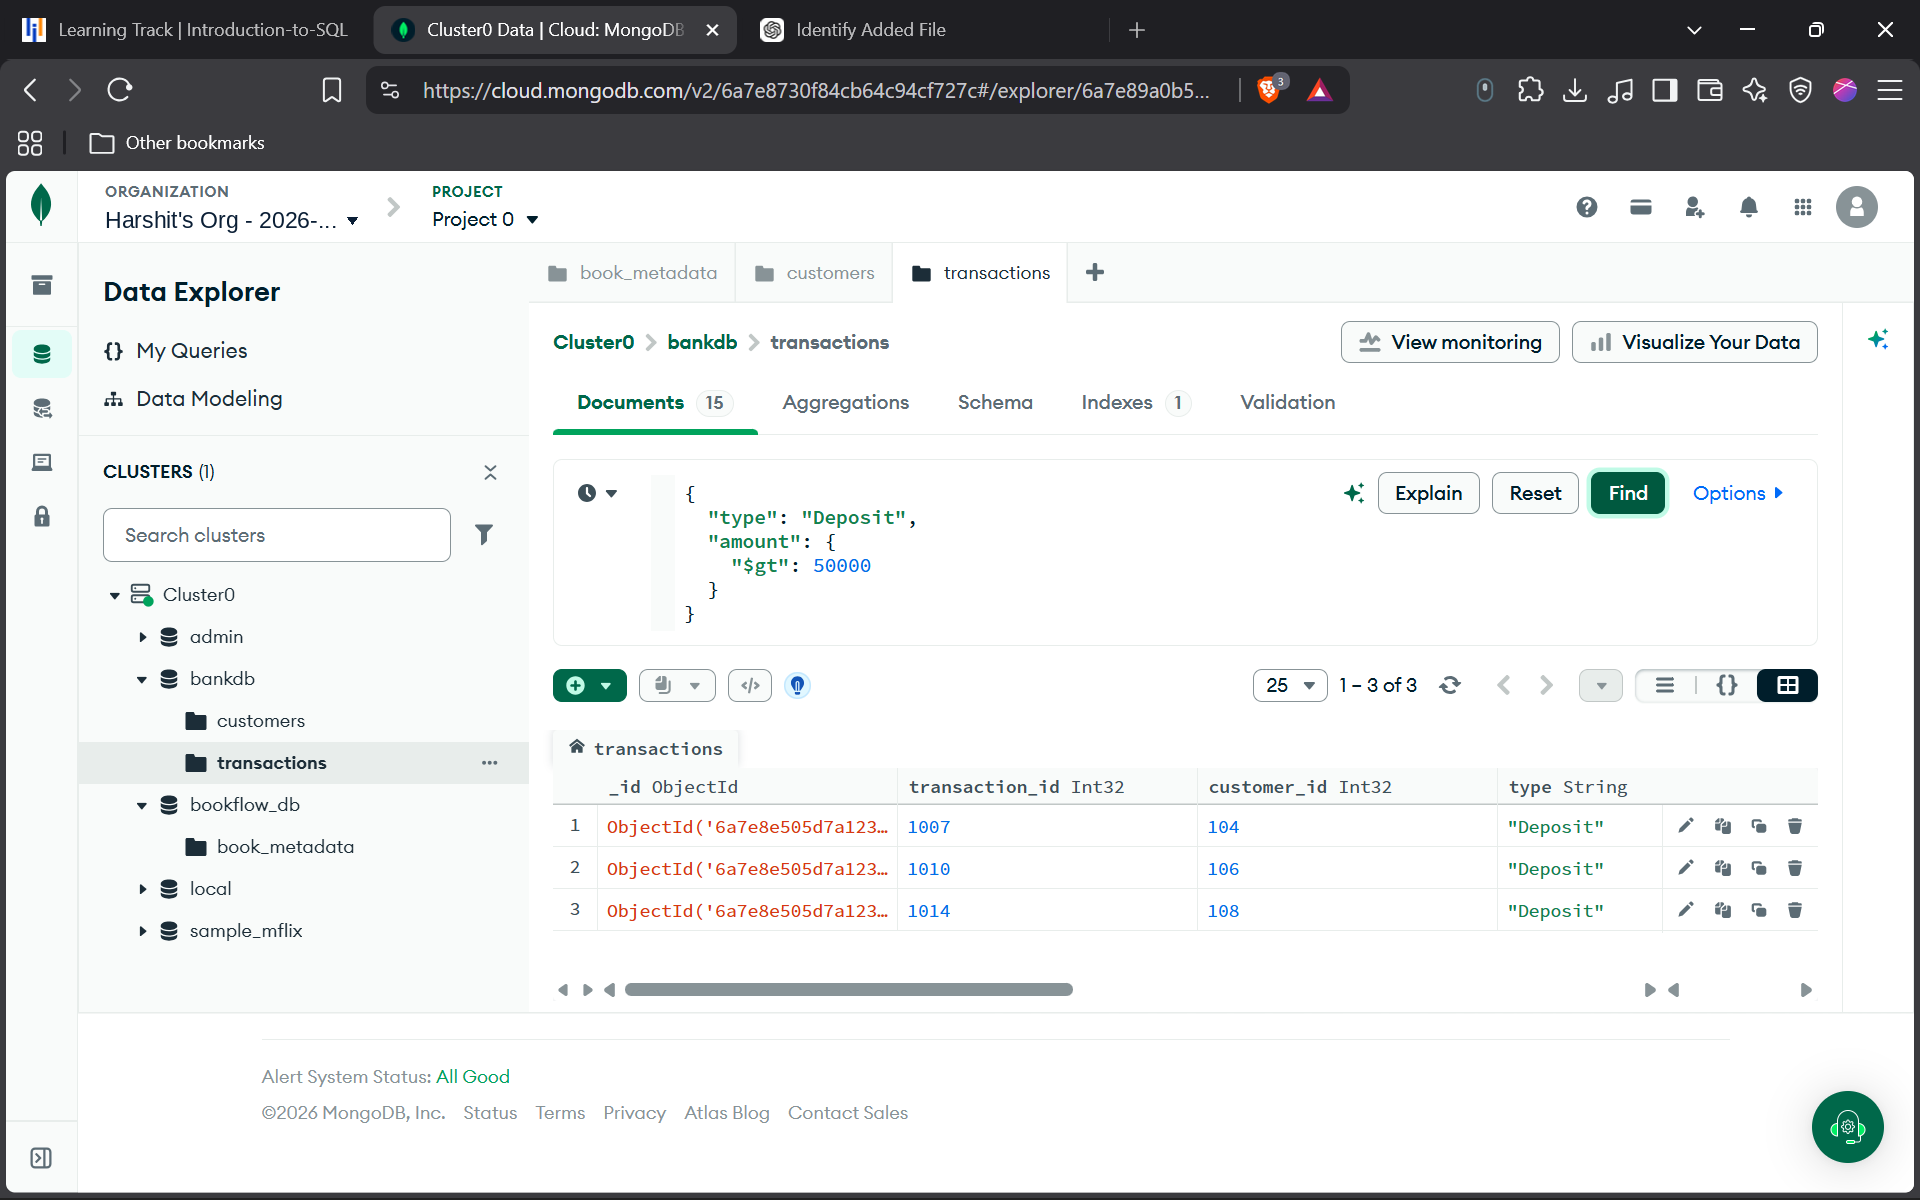 Learning Track | Introduction-to-SQL
Cluster0 Data | Cloud: MongoDB
Identify Added File
https://cloud.mongodb.com/v2/6a7e8730f84cb64c94cf727c#/explorer/6a7e89a0b5...
3
Other bookmarks
ORGANIZATION
Harshit's Org - 2026-...
PROJECT
Project 0
Data Explorer
My Queries
Data Modeling
CLUSTERS (1)
Search clusters
Cluster0
admin
bankdb
customers
transactions
bookflow_db
book_metadata
local
sample_mflix
book_metadata
customers
transactions
Cluster0 > bankdb > transactions
View monitoring
Visualize Your Data
Documents 15
Aggregations
Schema
Indexes 1
Validation
{
"type": "Deposit",
"amount": {
"$gt": 50000
}
}
Explain
Reset
Find
Options
25
1 – 3 of 3
transactions
_id ObjectId transaction_id Int32 customer_id Int32 type String
1 ObjectId('6a7e8e505d7a123… 1007 104 "Deposit"
2 ObjectId('6a7e8e505d7a123… 1010 106 "Deposit"
3 ObjectId('6a7e8e505d7a123… 1014 108 "Deposit"
Alert System Status: All Good
©2026 MongoDB, Inc. Status Terms Privacy Atlas Blog Contact Sales